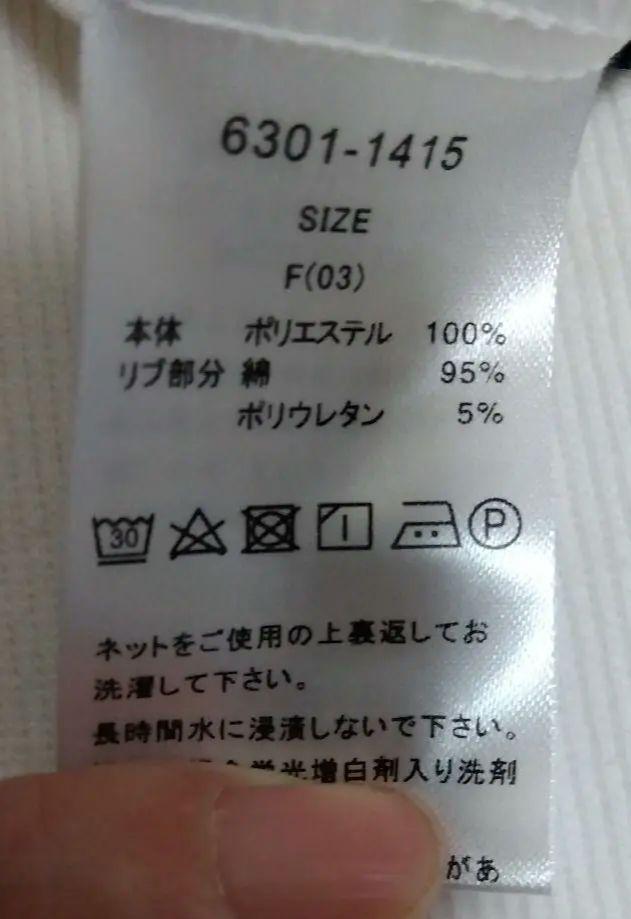 6301-1415
SIZE
F(03)
本体 ポリエステル 100%
リブ部分 綿 95%
ポリウレタン 5%
30 P
ネットをご使用の上裏返してお
洗濯して下さい。
長時間水に浸漬しないで下さい。
蛍光増白剤入り洗剤
があ